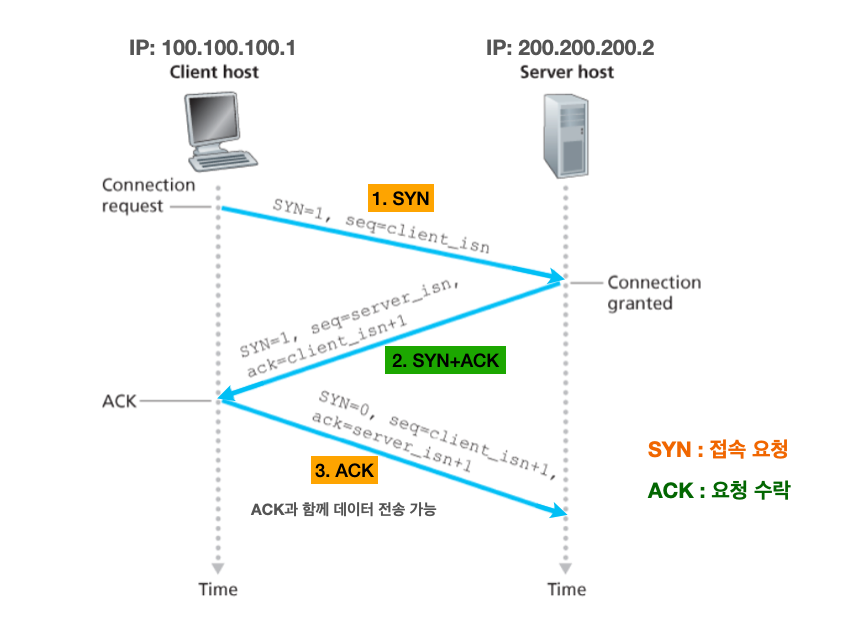 IP: 100.100.100.1
Client host
IP: 200.200.200.2
Server host
Connection
request
1. SYN
SYN=1, seq=client_isn
Connection
granted
SYN=1, seq=server_isn,
ack=client_isn+1
2. SYN+ACK
ACK
SYN=0, seq=client_isn+1,
ack=server_isn+1
3. ACK
ACK과 함께 데이터 전송 가능
SYN : 접속 요청
ACK : 요청 수락
Time
Time